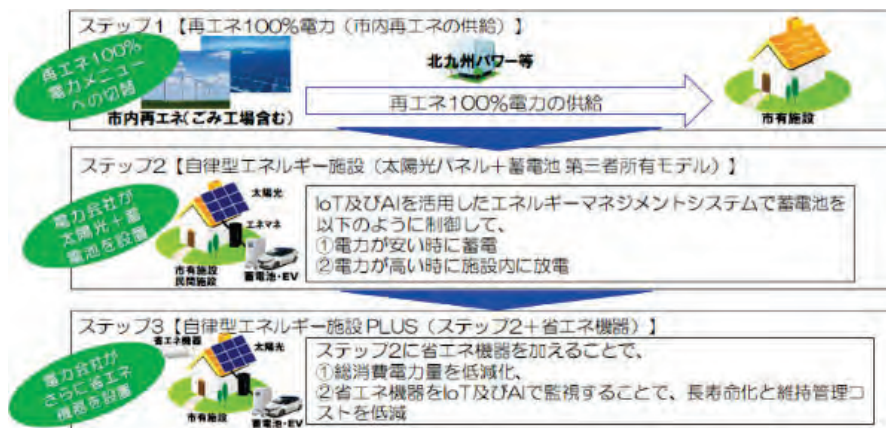 ステップ1【再エネ100%電力（市内再エネの供給）】
再エネ100%
電力メニュー
への切替
市内再エネ（ごみ工場含む）
北九州パワー等
再エネ100%電力の供給
市有施設
ステップ2【自律型エネルギー施設（太陽光パネル＋蓄電池 第三者所有モデル）】
電力会社が
太陽光＋蓄
電池を設置
太陽光
エネマネ
市有施設
民間施設
蓄電池・EV
IoT及びAIを活用したエネルギーマネジメントシステムで蓄電池を
以下のように制御して、
①電力が安い時に蓄電
②電力が高い時に施設内に放電
ステップ3【自律型エネルギー施設PLUS（ステップ2＋省エネ機器）】
電力会社が
さらに省エネ
機器を設置
省エネ機器
太陽光
市有施設
蓄電池・EV
ステップ2に省エネ機器を加えることで、
①総消費電力量を低減化、
②省エネ機器をIoT及びAIで監視することで、長寿命化と維持管理コ
ストを低減